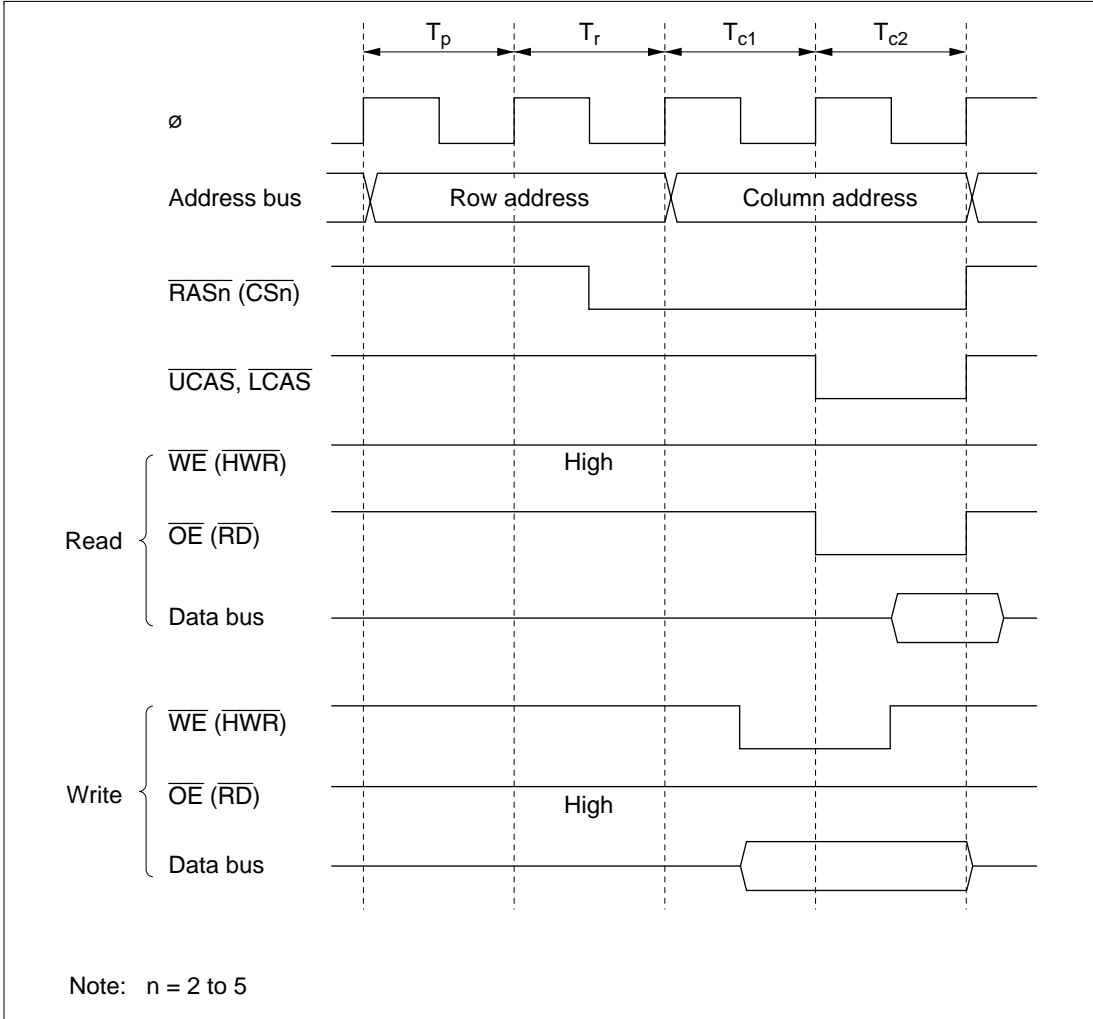 Tp Tr Tc1 Tc2
ø
Address bus Row address Column address
RASn (CSn)
UCAS, LCAS
WE (HWR) High
Read OE (RD)
Data bus
WE (HWR)
Write OE (RD) High
Data bus
Note: n = 2 to 5